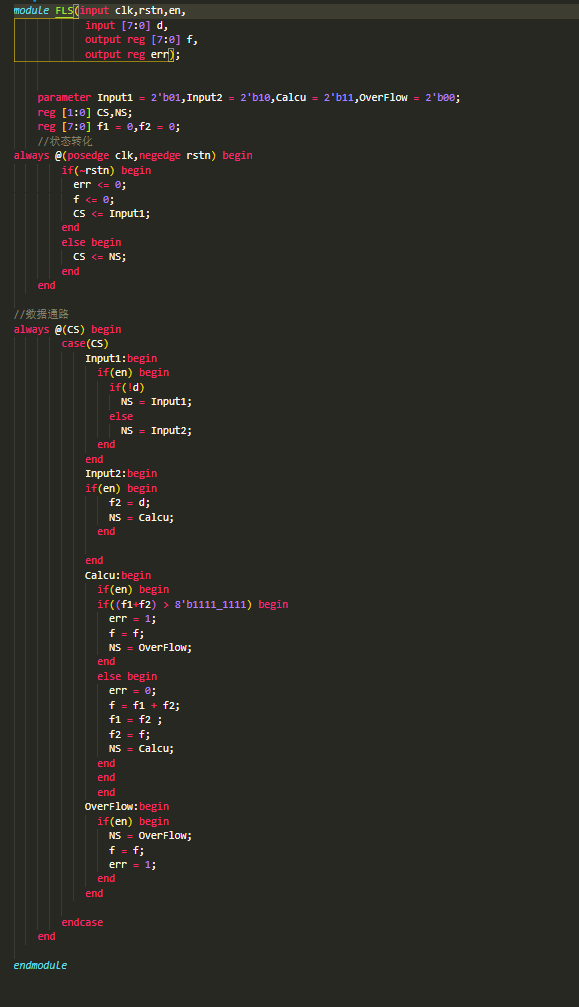 module FLS(input clk,rstn,en,
input [7:0] d,
output reg [7:0] f,
output reg err);
parameter Input1 = 2'b01,Input2 = 2'b10,Calcu = 2'b11,OverFlow = 2'b00;
reg [1:0] CS,NS;
reg [7:0] f1 = 0,f2 = 0;
//状态转化
always @(posedge clk,negedge rstn) begin
if(~rstn) begin
err <= 0;
f <= 0;
CS <= Input1;
end
else begin
CS <= NS;
end
end
//数据通路
always @(CS) begin
case(CS)
Input1:begin
if(en) begin
if(!d)
NS = Input1;
else
NS = Input2;
end
end
Input2:begin
if(en) begin
f2 = d;
NS = Calcu;
end
end
Calcu:begin
if(en) begin
if((f1+f2) > 8'b1111_1111) begin
err = 1;
f = f;
NS = OverFlow;
end
else begin
err = 0;
f = f1 + f2;
f1 = f2 ;
f2 = f;
NS = Calcu;
end
end
end
OverFlow:begin
if(en) begin
NS = OverFlow;
f = f;
err = 1;
end
end
endcase
end
endmodule